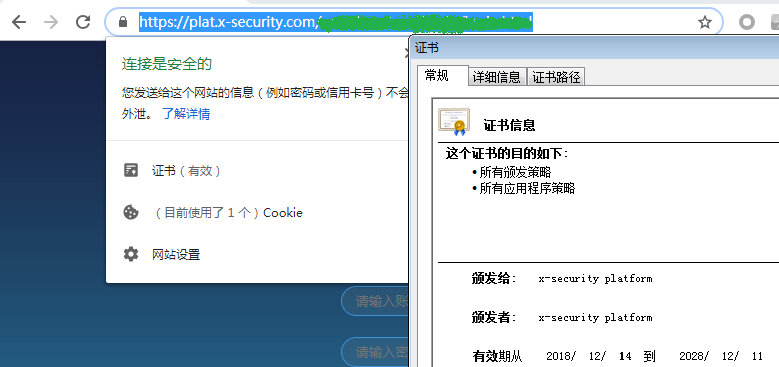 https://plat.x-security.com/
证书
连接是安全的
您发送给这个网站的信息（例如密码或信用卡号）不会
外泄。 了解详情
证书（有效）
（目前使用了 1 个）Cookie
网站设置
请输入账
请输入密
常规 详细信息 证书路径
证书信息
这个证书的目的如下:
• 所有颁发策略
• 所有应用程序策略
颁发给: x-security platform
颁发者: x-security platform
有效期从 2018/ 12/ 14 到 2028/ 12/ 11